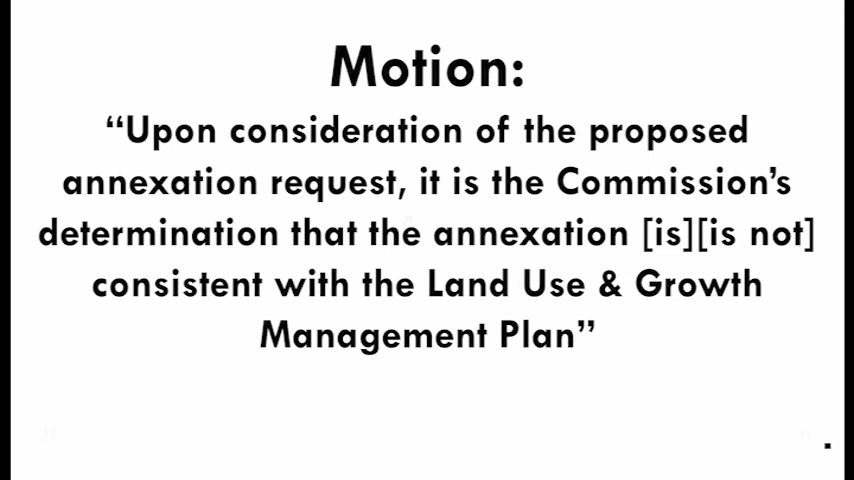 Motion:
“Upon consideration of the proposed
annexation request, it is the Commission’s
determination that the annexation [is][is not]
consistent with the Land Use & Growth
Management Plan”
.